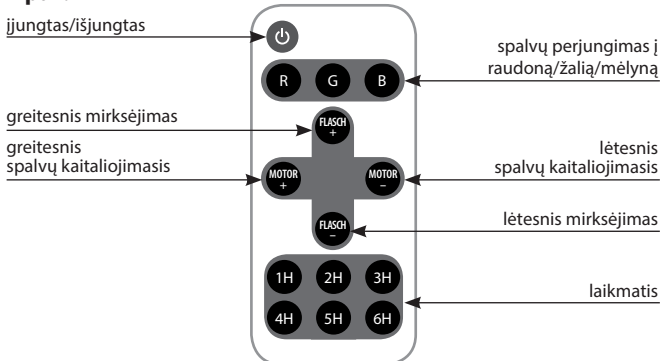 įjungtas/išjungtas
spalvų perjungimas į
raudoną/žalią/mėlyną
R G B
greitesnis mirksėjimas
FLASCH
+
greitesnis
spalvų kaitaliojimasis
lėtesnis
spalvų kaitaliojimasis
MOTOR
+
MOTOR
–
FLASCH
–
lėtesnis mirksėjimas
1H 2H 3H
laikmatis
4H 5H 6H